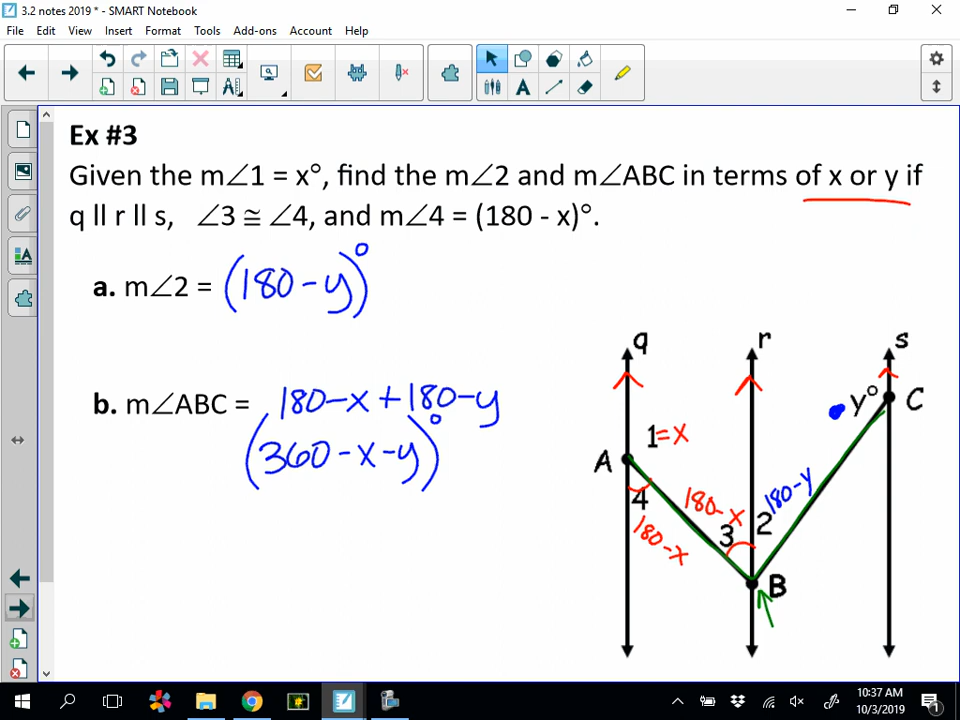 3.2 notes 2019 * - SMART Notebook
File Edit View Insert Format Tools Add-ons Account Help
Ex #3
Given the m∠1 = x°, find the m∠2 and m∠ABC in terms of x or y if
q ll r ll s, ∠3 ≅ ∠4, and m∠4 = (180 - x)°.
a. m∠2 = (180-y)°
b. m∠ABC = 180-x+180-y
(360-x-y)°
q r s
y° C
1=x
A
4 180-x 180-y
180-x 3 2
B
10:37 AM
10/3/2019
1